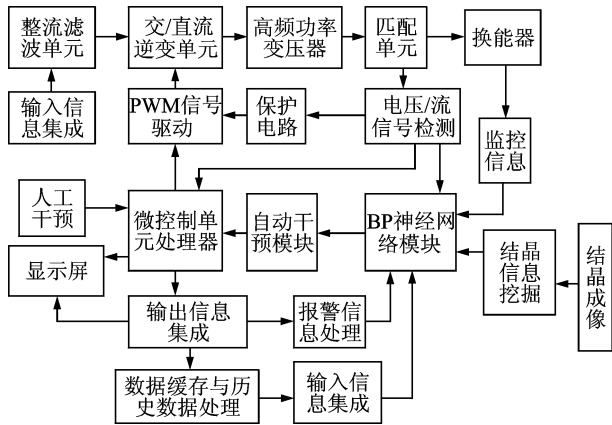 整流滤
波单元
交/直流
逆变单元
高频功率
变压器
匹配
单元
换能器
输入信
息集成
PWM信号
驱动
保护
电路
电压/流
信号检测
监控
信息
人工
干预
微控制单
元处理器
自动干
预模块
BP神经网
络模块
结晶
信息
挖掘
结晶成像
显示屏
输出信息
集成
报警信
息处理
数据缓存与历
史数据处理
输入信
息集成